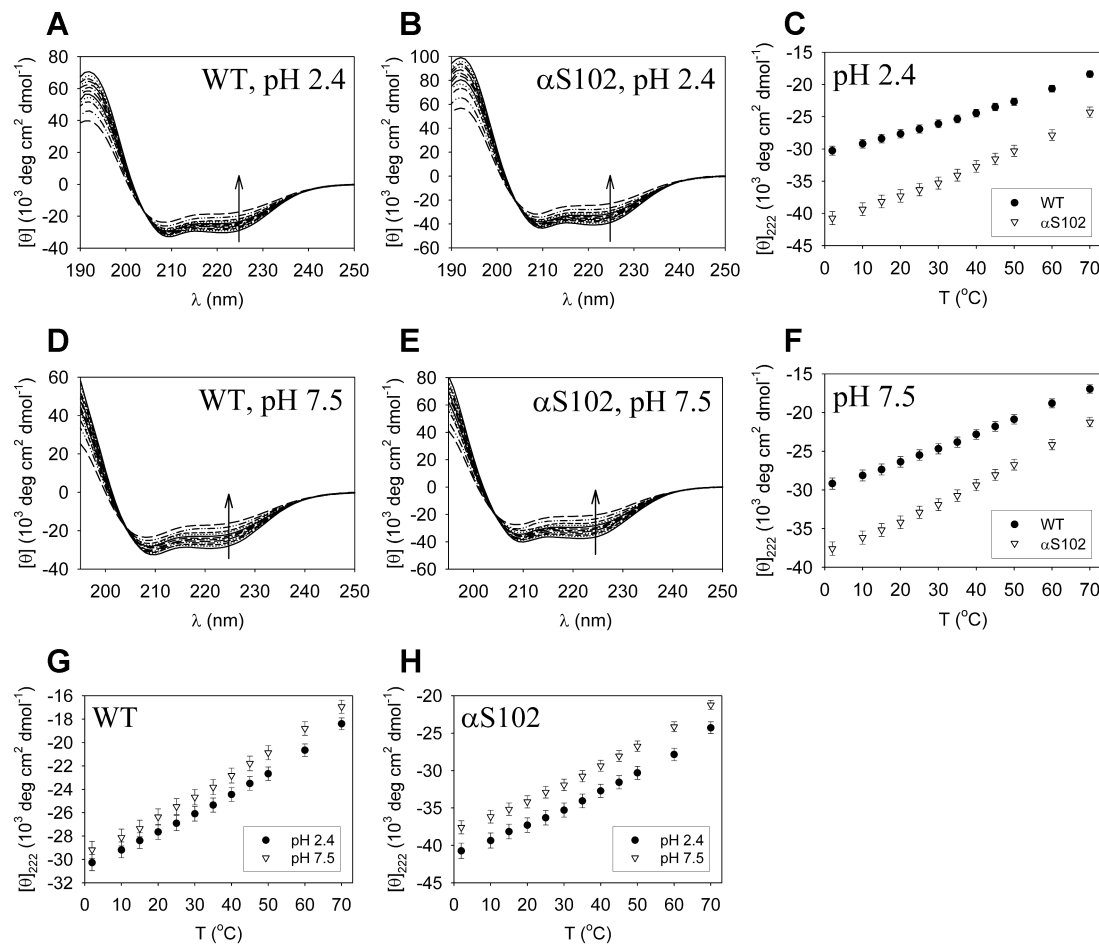 A
[θ] (10³ deg cm² dmol⁻¹)
80
60
40
20
0
-20
-40
WT, pH 2.4
190 200 210 220 230 240 250
λ (nm)
B
[θ] (10³ deg cm² dmol⁻¹)
100
80
60
40
20
0
-20
-40
-60
αS102, pH 2.4
190 200 210 220 230 240 250
λ (nm)
C
[θ]₂₂₂ (10³ deg cm² dmol⁻¹)
-15
-20
-25
-30
-35
-40
-45
pH 2.4
WT
αS102
0 10 20 30 40 50 60 70
T (°C)
D
[θ] (10³ deg cm² dmol⁻¹)
60
40
20
0
-20
-40
WT, pH 7.5
200 210 220 230 240 250
λ (nm)
E
[θ] (10³ deg cm² dmol⁻¹)
80
60
40
20
0
-20
-40
-60
αS102, pH 7.5
200 210 220 230 240 250
λ (nm)
F
[θ]₂₂₂ (10³ deg cm² dmol⁻¹)
-15
-20
-25
-30
-35
-40
pH 7.5
WT
αS102
0 10 20 30 40 50 60 70
T (°C)
G
[θ]₂₂₂ (10³ deg cm² dmol⁻¹)
-16
-18
-20
-22
-24
-26
-28
-30
-32
WT
pH 2.4
pH 7.5
0 10 20 30 40 50 60 70
T (°C)
H
[θ]₂₂₂ (10³ deg cm² dmol⁻¹)
-20
-25
-30
-35
-40
-45
αS102
pH 2.4
pH 7.5
0 10 20 30 40 50 60 70
T (°C)